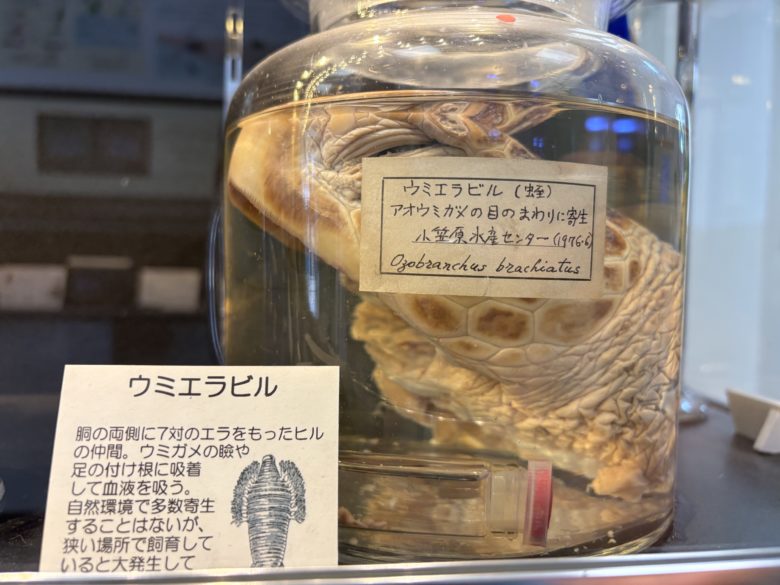 ウミエラビル (蛭)
アオウミガメの目のまわりに寄生
小笠原水産センター (1976.6)
Ozobranchus brachiatus
ウミエラビル
胴の両側に7対のエラをもったヒル
の仲間。ウミガメの瞼や
足の付け根に吸着
して血液を吸う。
自然環境で多数寄生
することはないが、
狭い場所で飼育して
いると大発生して